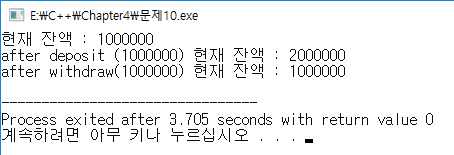 E:₩C++₩Chapter4₩문제10.exe
현재 잔액 : 1000000
after deposit (1000000) 현재 잔액 : 2000000
after withdraw(1000000) 현재 잔액 : 1000000
--------------------------------
Process exited after 3.705 seconds with return value 0
계속하려면 아무 키나 누르십시오 . . .